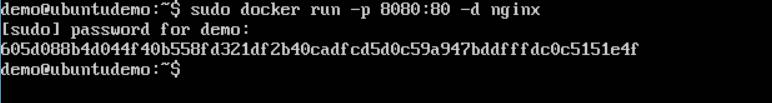 demo@ubuntudemo:~$ sudo docker run -p 8080:80 -d nginx
[sudo] password for demo:
605d088b4d044f40b558fd321df2b40cadfcd5d0c59a947bddfffdc0c5151e4f
demo@ubuntudemo:~$